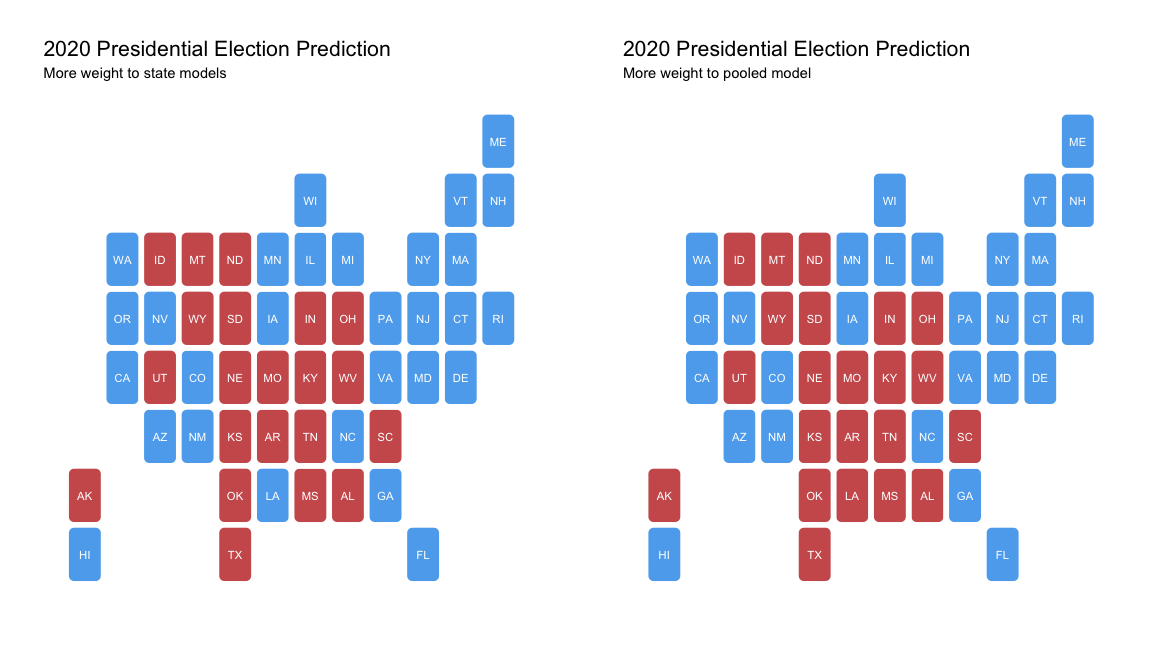 2020 Presidential Election Prediction
More weight to state models
ME
WI VT NH
WA ID MT ND MN IL MI NY MA
OR NV WY SD IA IN OH PA NJ CT RI
CA UT CO NE MO KY WV VA MD DE
AZ NM KS AR TN NC SC
AK OK LA MS AL GA
HI TX FL
2020 Presidential Election Prediction
More weight to pooled model
ME
WI VT NH
WA ID MT ND MN IL MI NY MA
OR NV WY SD IA IN OH PA NJ CT RI
CA UT CO NE MO KY WV VA MD DE
AZ NM KS AR TN NC SC
AK OK LA MS AL GA
HI TX FL